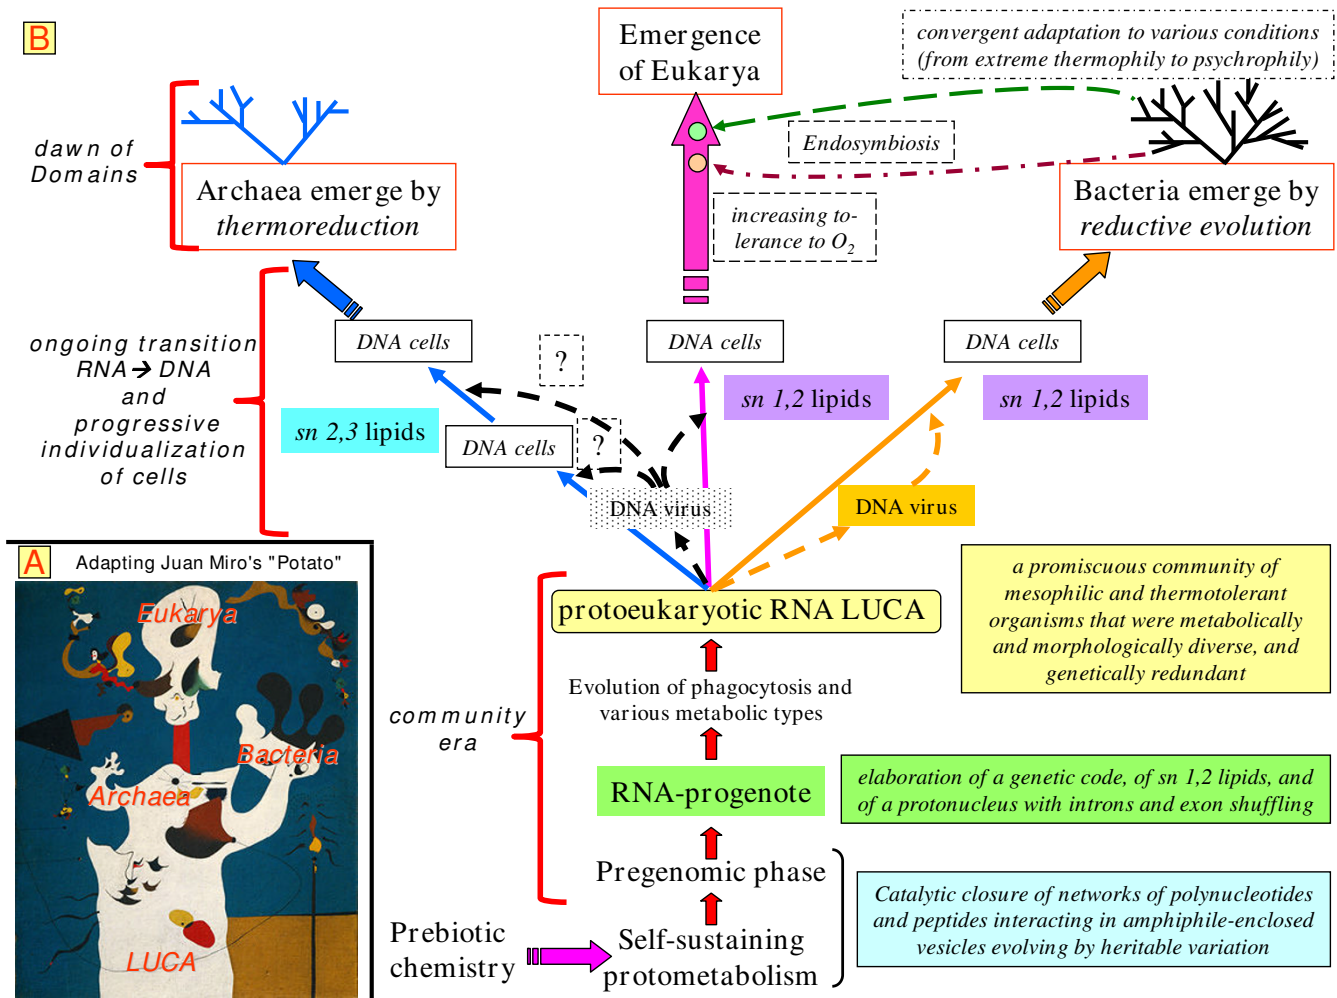 B
Emergence
of Eukarya
convergent adaptation to various conditions
(from extreme thermophily to psychrophily)
dawn of
Domains
Endosymbiosis
Archaea emerge by
thermoreduction
increasing to-
lerance to O2
Bacteria emerge by
reductive evolution
ongoing transition
RNA→ DNA
and
progressive
individualization
of cells
DNA cells
DNA cells
DNA cells
?
sn 1,2 lipids
sn 1,2 lipids
sn 2,3 lipids
DNA cells
?
DNA virus
DNA virus
A
Adapting Juan Miro's "Potato"
Eukarya
Bacteria
Archaea
LUCA
protoeukaryotic RNA LUCA
a promiscuous community of
mesophilic and thermotolerant
organisms that were metabolically
and morphologically diverse, and
genetically redundant
Evolution of phagocytosis and
various metabolic types
community
era
RNA-progenote
elaboration of a genetic code, of sn 1,2 lipids, and
of a protonucleus with introns and exon shuffling
Pregenomic phase
Prebiotic
chemistry
Self-sustaining
protometabolism
Catalytic closure of networks of polynucleotides
and peptides interacting in amphiphile-enclosed
vesicles evolving by heritable variation